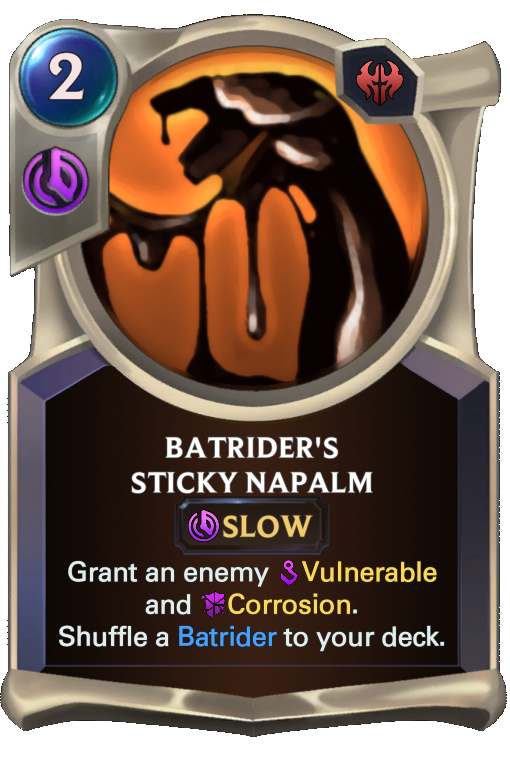 2
BATRIDER'S
STICKY NAPALM
SLOW
Grant an enemy Vulnerable
and Corrosion.
Shuffle a Batrider to your deck.